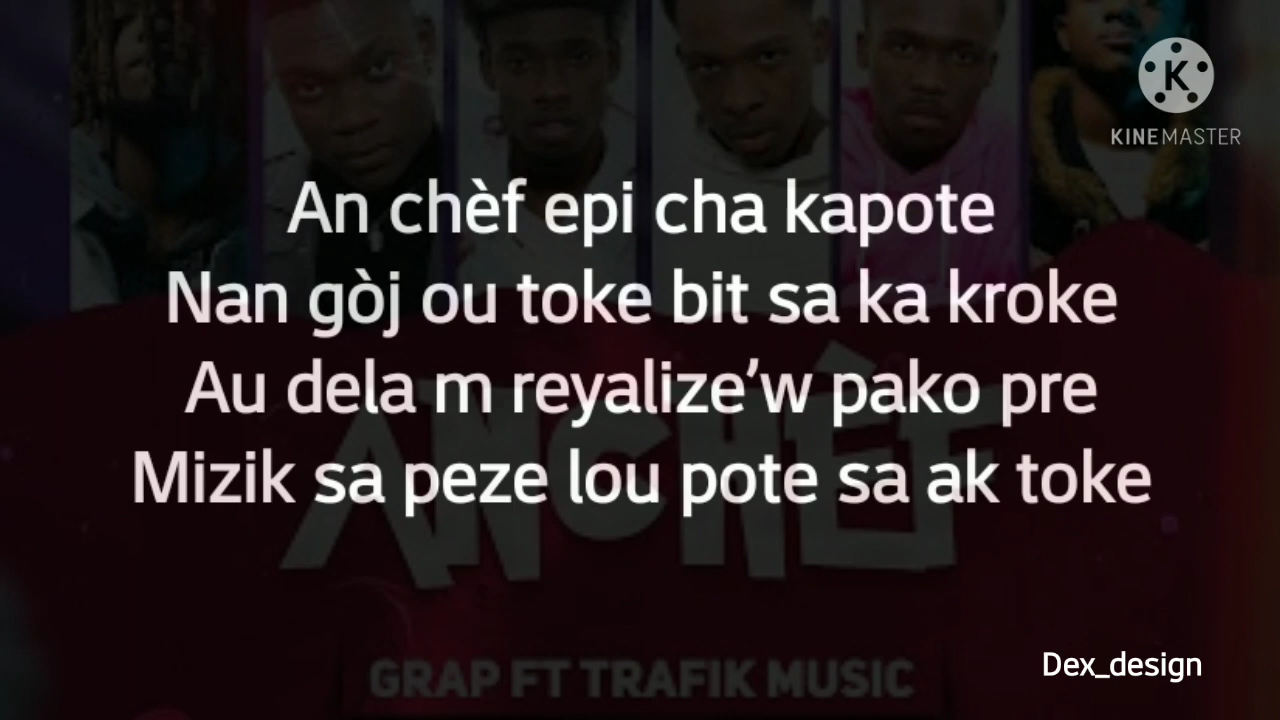 K
KINEMASTER
An chèf epi cha kapote
Nan gòj ou toke bit sa ka kroke
Au dela m reyalize’w pako pre
Mizik sa peze lou pote sa ak toke
ANCHÈF
GRAP FT TRAFIK MUSIC
Dex_design